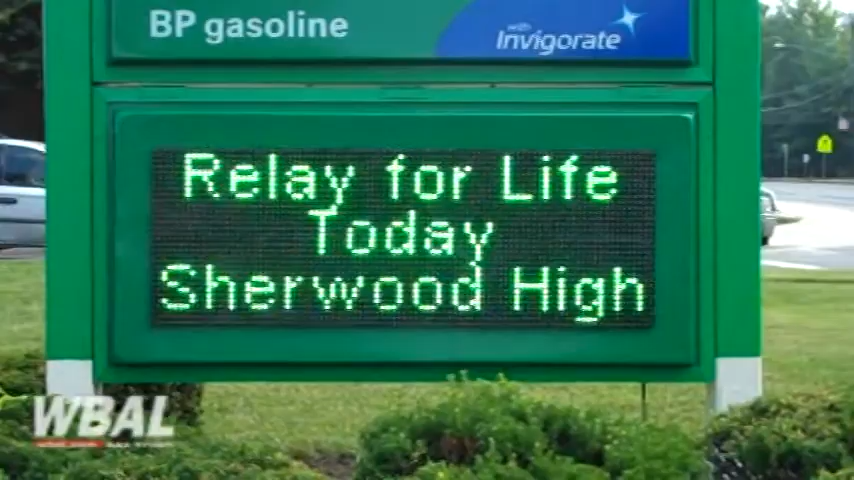 BP gasoline
with
Invigorate
Relay for Life
Today
Sherwood High
WBAL